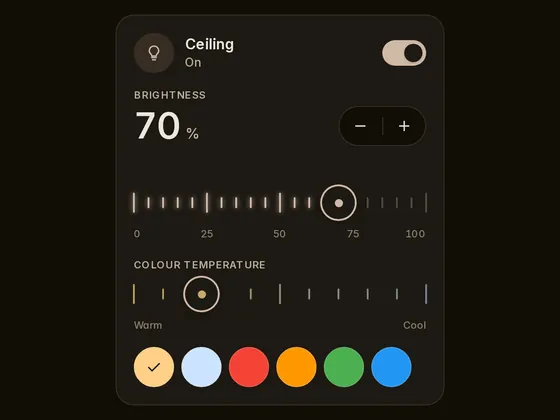 Ceiling
On
BRIGHTNESS
70 %
0 25 50 75 100
COLOUR TEMPERATURE
Warm Cool